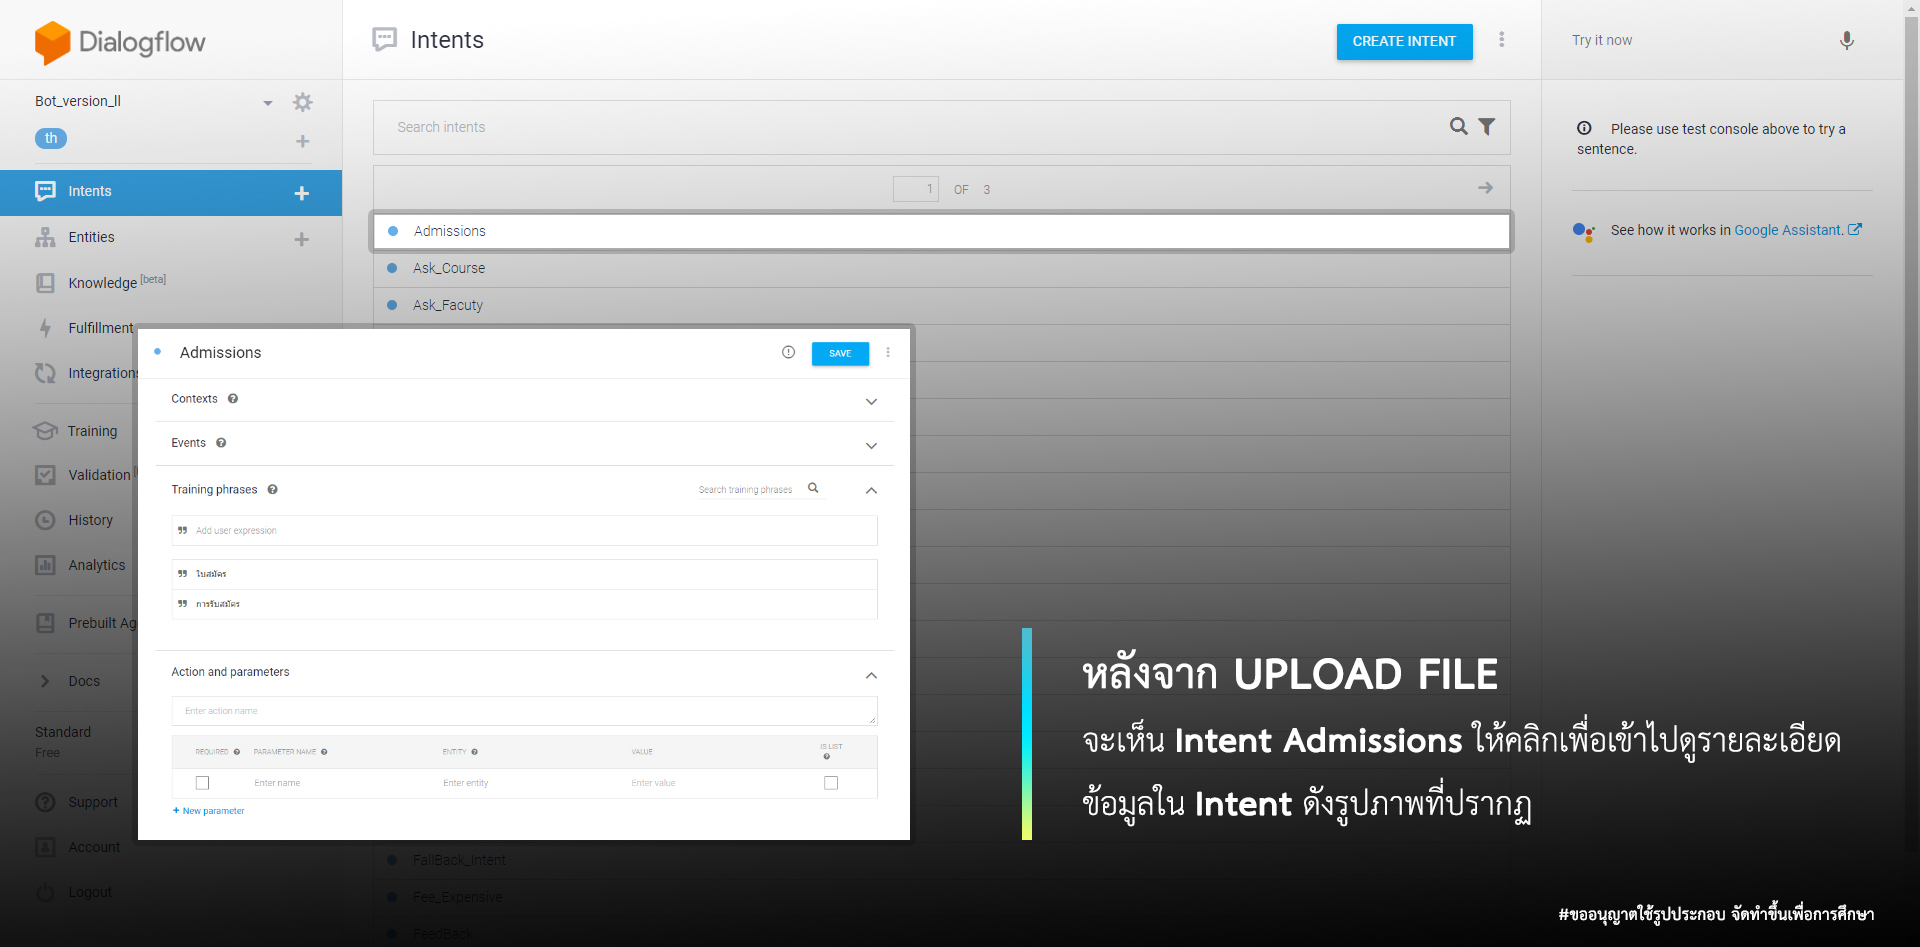 Dialogflow
Intents
CREATE INTENT
Try it now
Bot_version_ll
th
Search intents
Please use test console above to try a
sentence.
Intents
1 OF 3
Admissions
See how it works in Google Assistant.
Entities
Ask_Course
Knowledge [beta]
Ask_Facuty
Fulfillment
Integrations
Training
Validation
History
Analytics
Prebuilt Ag
Docs
Standard
Free
Support
Account
Logout
Admissions
SAVE
Contexts
Events
Training phrases
Search training phrases
Add user expression
ใบสมัคร
การรับสมัคร
Action and parameters
Enter action name
REQUIRED PARAMETER NAME ENTITY VALUE IS LIST
Enter name Enter entity Enter value
+ New parameter
FallBack_Intent
Fee_Expensive
FeedBack
หลังจาก UPLOAD FILE
จะเห็น Intent Admissions ให้คลิกเพื่อเข้าไปดูรายละเอียด
ข้อมูลใน Intent ดังรูปภาพที่ปรากฏ
#ขออนุญาตใช้รูปประกอบ จัดทำขึ้นเพื่อการศึกษา